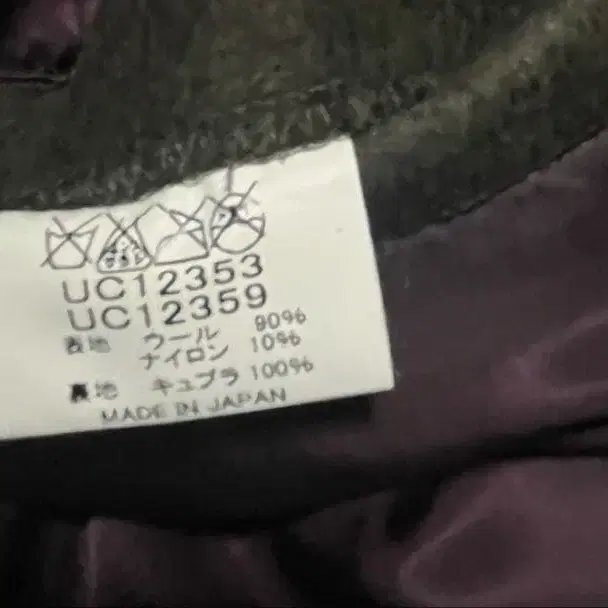 UC12353
UC12359
表地 ウール 90%
ナイロン 10%
裏地 キュプラ 100%
MADE IN JAPAN